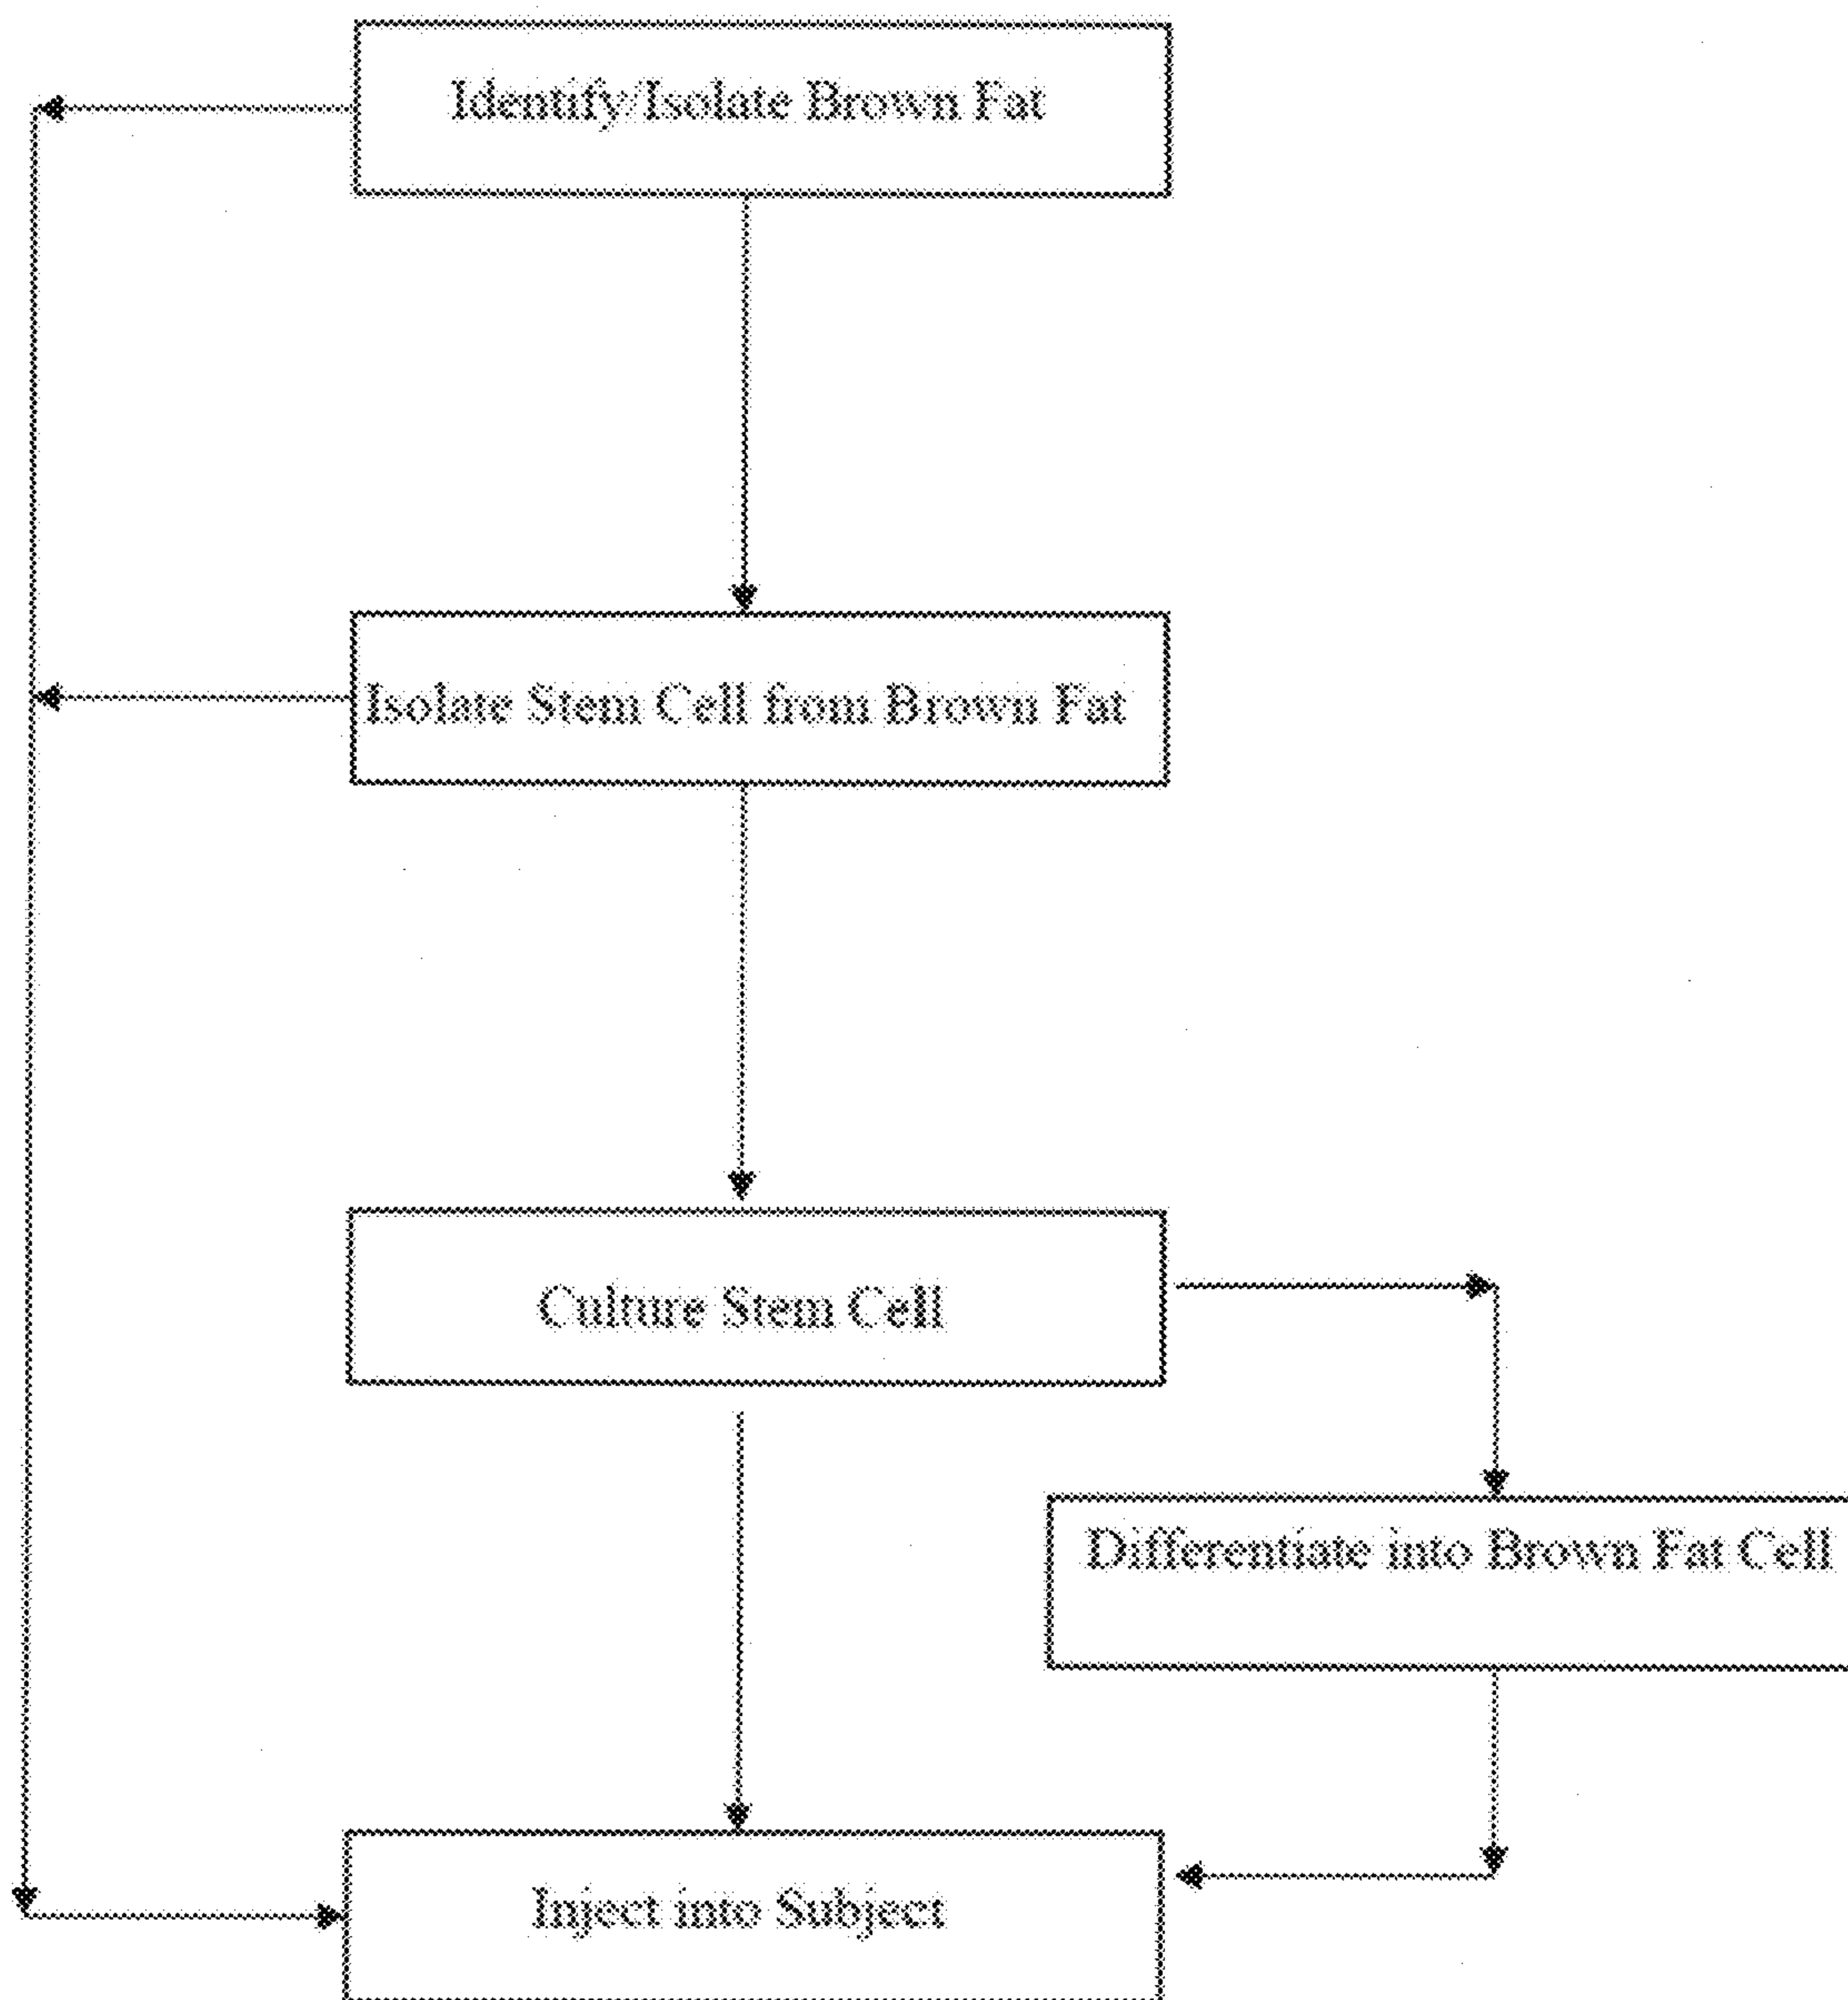 Identify/Isolate Brown Fat
Isolate Stem Cell from Brown Fat
Culture Stem Cell
Differentiate into Brown Fat Cell
Inject into Subject